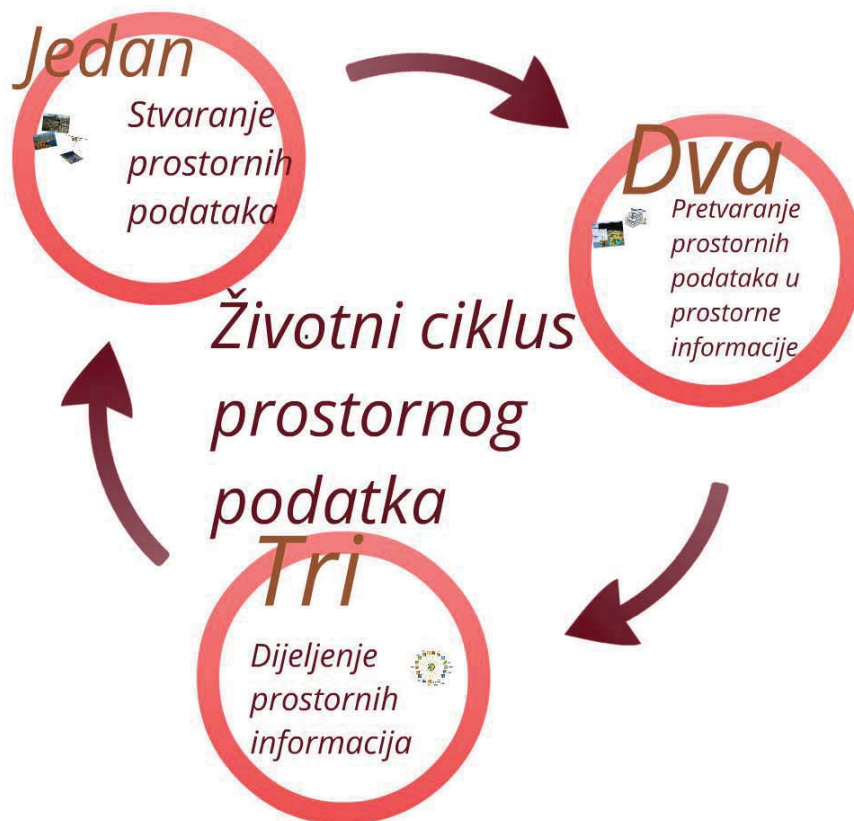 Jedan
Stvaranje
prostornih
podataka
Dva
Pretvaranje
prostornih
podataka u
prostorne
informacije
Životni ciklus
prostornog
podatka
Tri
Dijeljenje
prostornih
informacija